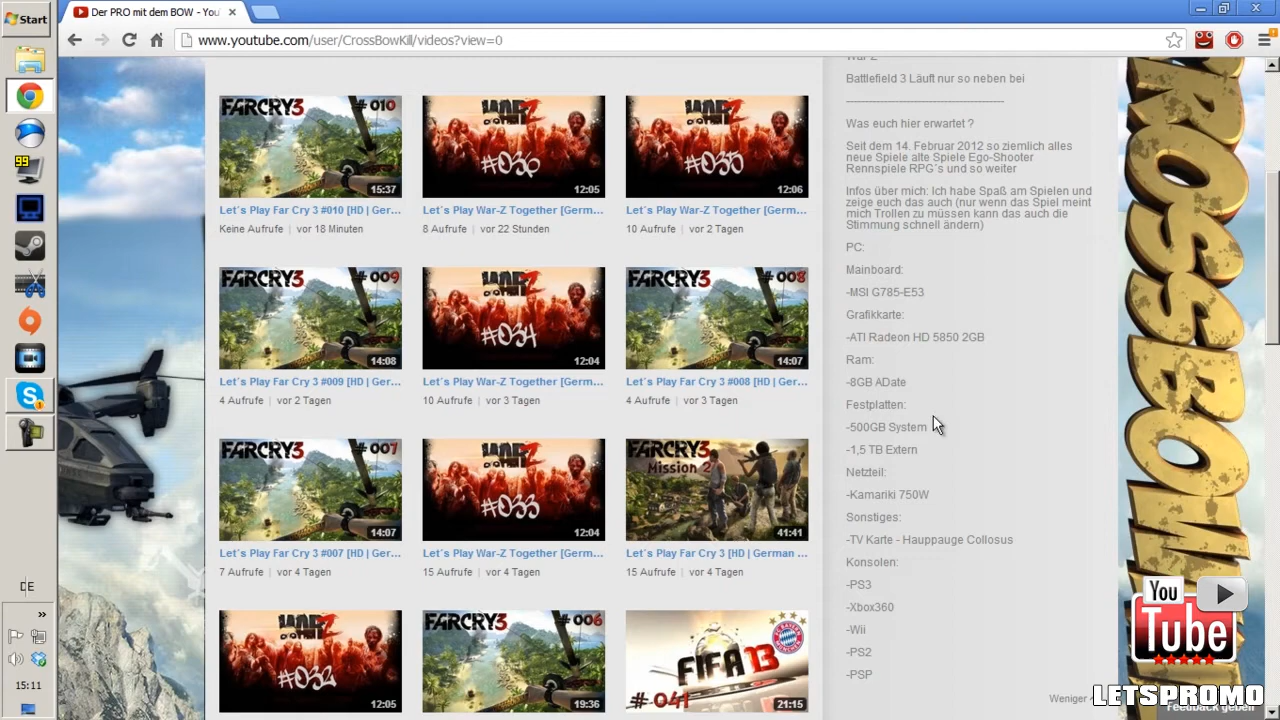 Start
Der PRO mit dem BOW - You
www.youtube.com/user/CrossBowKill/videos?view=0
FARCRY3 #010
15:37
Let´s Play Far Cry 3 #010 [HD | Ger...
Keine Aufrufe | vor 18 Minuten
WAR Z
#036
12:05
Let´s Play War-Z Together [Germ...
8 Aufrufe | vor 22 Stunden
WAR Z
#035
12:06
Let´s Play War-Z Together [Germ...
10 Aufrufe | vor 2 Tagen
FARCRY3 #009
14:08
Let´s Play Far Cry 3 #009 [HD | Ger...
4 Aufrufe | vor 2 Tagen
WAR Z
#034
12:04
Let´s Play War-Z Together [Germ...
10 Aufrufe | vor 3 Tagen
FARCRY3 #008
14:07
Let´s Play Far Cry 3 #008 [HD | Ger...
4 Aufrufe | vor 3 Tagen
FARCRY3 #007
14:07
Let´s Play Far Cry 3 #007 [HD | Ger...
7 Aufrufe | vor 4 Tagen
WAR Z
#033
12:04
Let´s Play War-Z Together [Germ...
15 Aufrufe | vor 4 Tagen
FARCRY3
Mission 2
41:41
Let´s Play Far Cry 3 [HD | German ...
15 Aufrufe | vor 4 Tagen
WAR Z
#032
12:05
FARCRY3 #006
19:36
FIFA 13
# 041
21:15
Battlefield 3 Läuft nur so neben bei
----------------------------------------
Was euch hier erwartet ?
Seit dem 14. Februar 2012 so ziemlich alles
neue Spiele alte Spiele Ego-Shooter
Rennspiele RPG´s und so weiter
Infos über mich: Ich habe Spaß am Spielen und
zeige euch das auch (nur wenn das Spiel meint
mich Trollen zu müssen kann das auch die
Stimmung schnell ändern)
PC:
Mainboard:
-MSI G785-E53
Grafikkarte:
-ATI Radeon HD 5850 2GB
Ram:
-8GB ADate
Festplatten:
-500GB System
-1,5 TB Extern
Netzteil:
-Kamariki 750W
Sonstiges:
-TV Karte - Hauppauge Collosus
Konsolen:
-PS3
-Xbox360
-Wii
-PS2
-PSP
Weniger
Feedback geben
CROSSBOW
You
Tube
LETSPROMO
99
DE
15:11